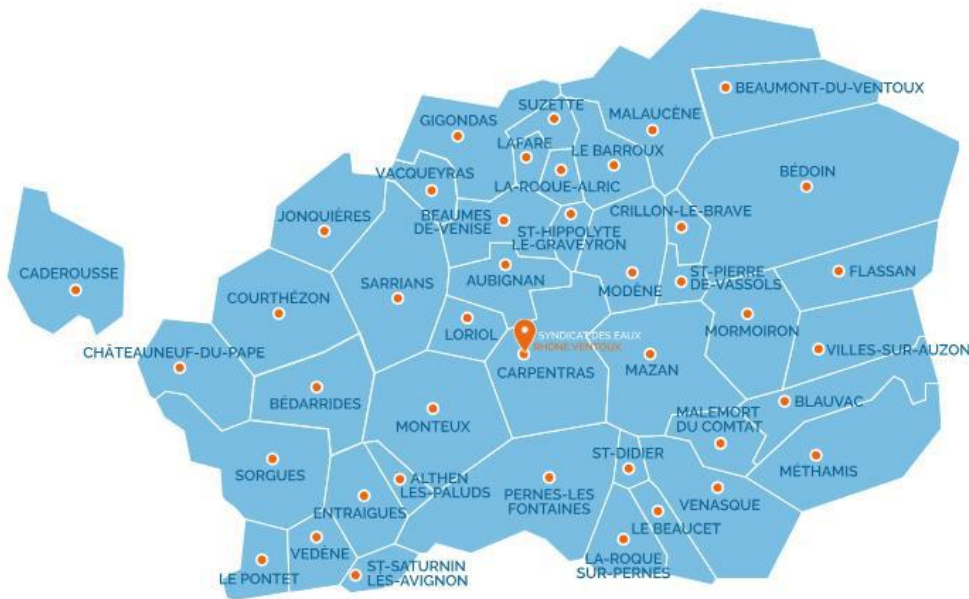 BEAUMONT-DU-VENTOUX
SUZETTE
MALAUCÈNE
GIGONDAS
LAFARE
LE BARROUX
VACQUEYRAS
LA-ROQUE-ALRIC
BÉDOIN
JONQUIÈRES
BEAUMES
DE-VENISE
ST-HIPPOLYTE
LE-GRAVEYRON
CRILLON-LE-BRAVE
CADEROUSSE
COURTHÉZON
SARRIANS
AUBIGNAN
MODÈNE
ST-PIERRE
DE-VASSOLS
FLASSAN
LORIOL
SYNDICAT DES EAUX
RHÔNE VENTOUX
MORMOIRON
CHÂTEAUNEUF-DU-PAPE
CARPENTRAS
MAZAN
VILLES-SUR-AUZON
BÉDARRIDES
MONTEUX
MALEMORT
DU COMTAT
BLAUVAC
SORGUES
ALTHEN
LES-PALUDS
PERNES-LES
FONTAINES
ST-DIDIER
MÉTHAMIS
ENTRAIGUES
VENASQUE
LE BEAUCET
VEDÈNE
LA-ROQUE
SUR-PERNES
LE PONTET
ST-SATURNIN
LÈS-AVIGNON